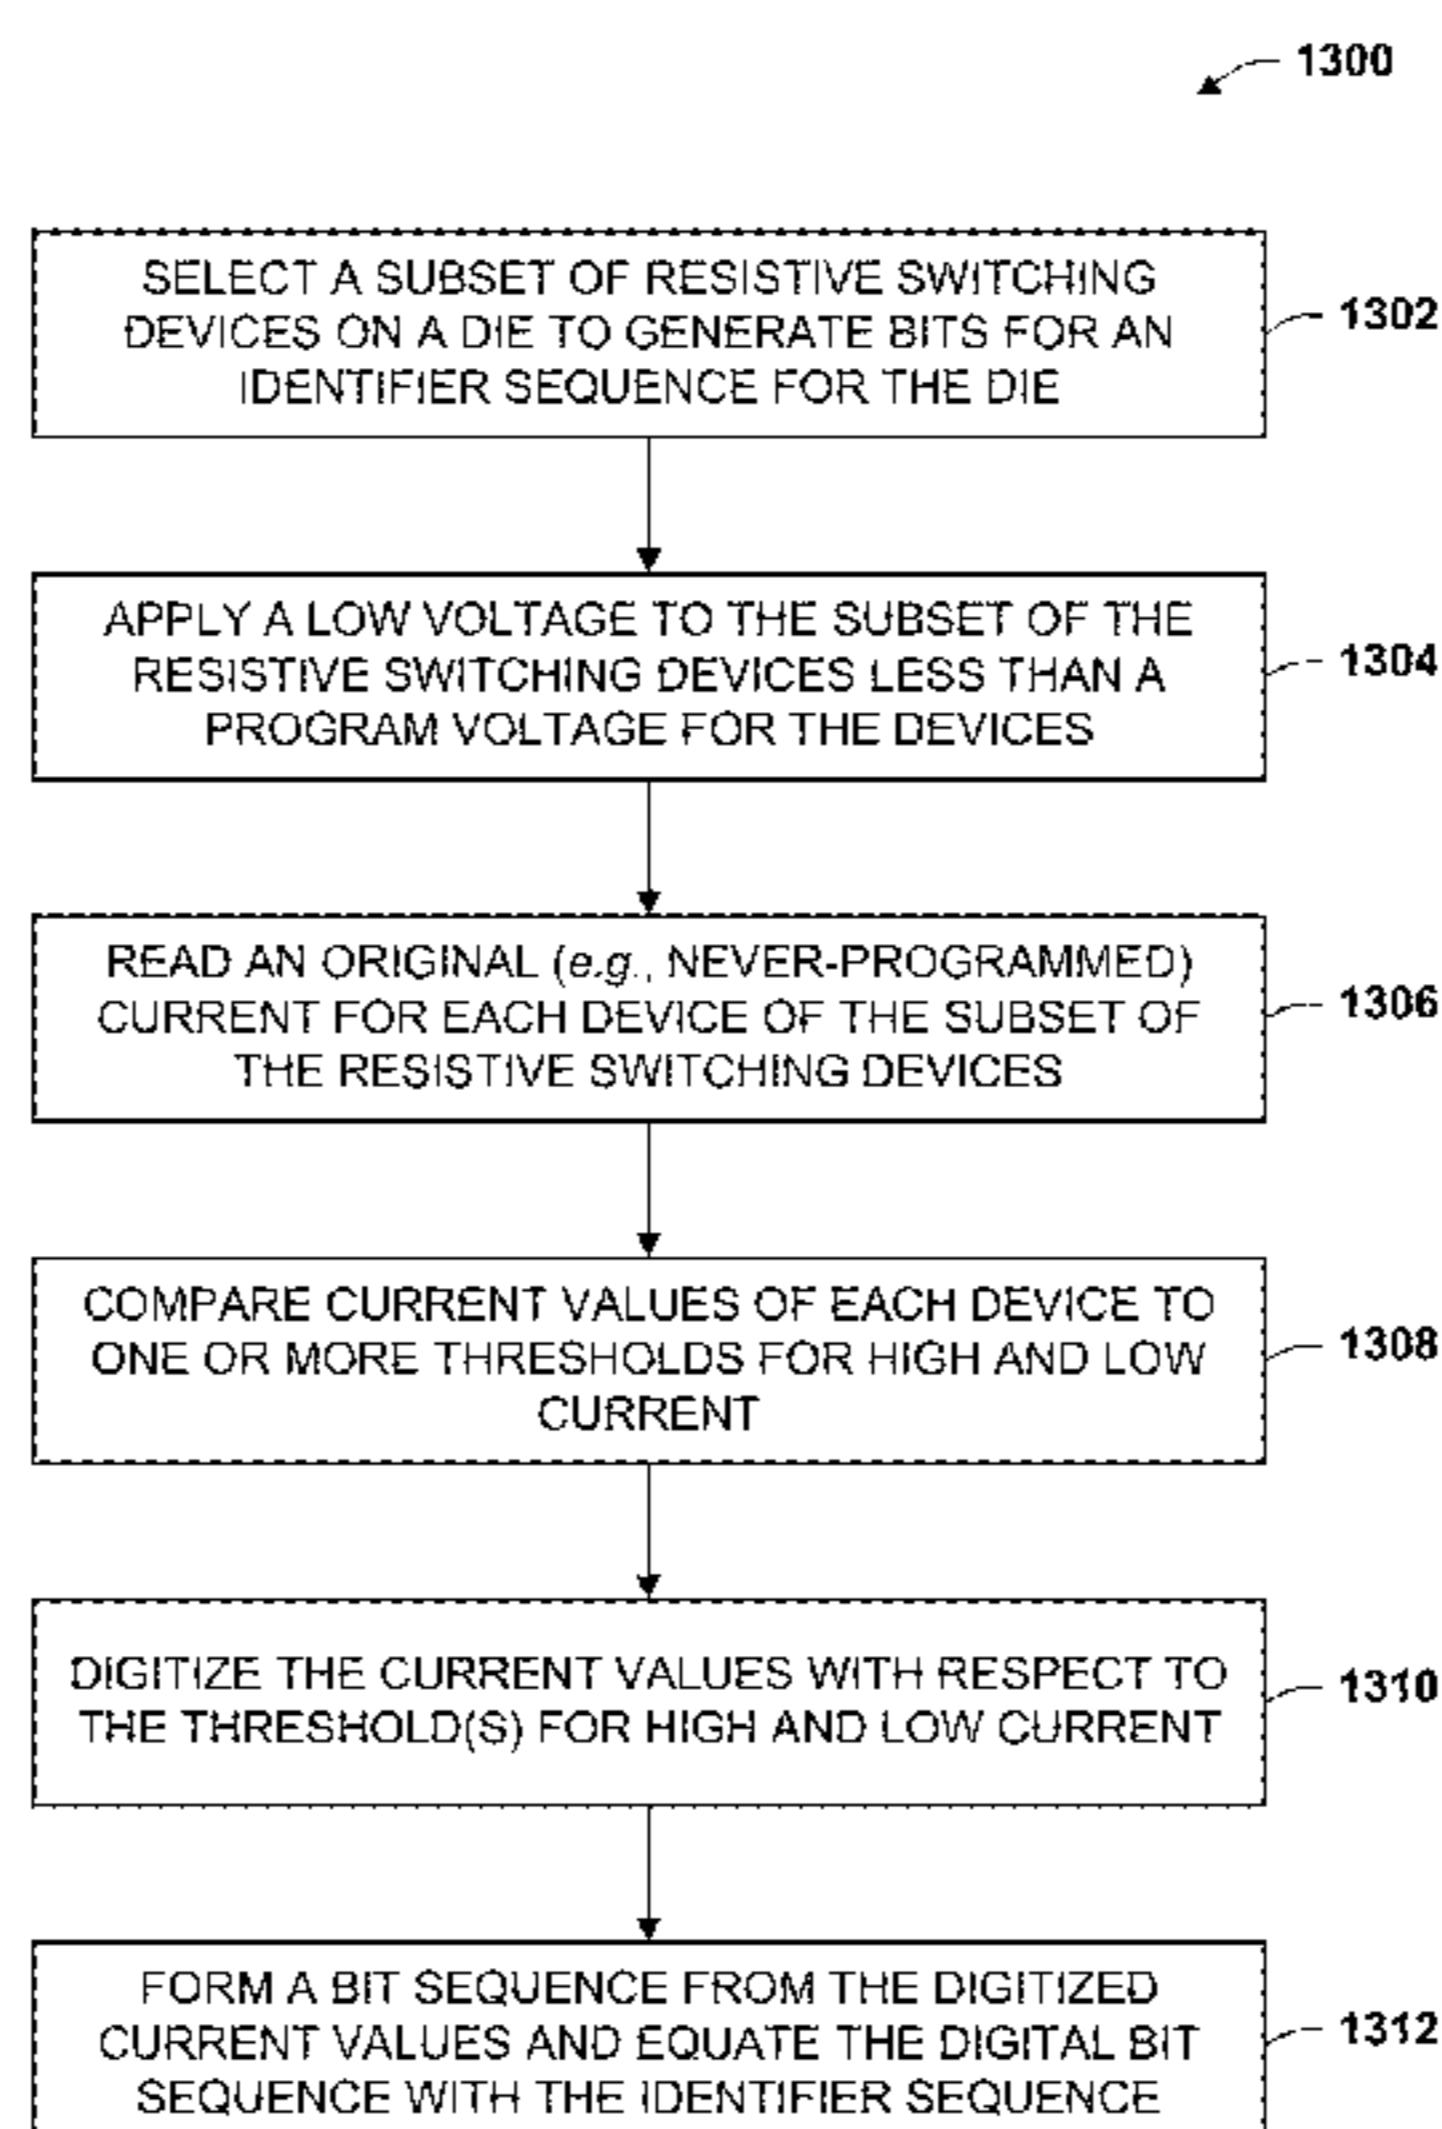 1300
SELECT A SUBSET OF RESISTIVE SWITCHING
DEVICES ON A DIE TO GENERATE BITS FOR AN
IDENTIFIER SEQUENCE FOR THE DIE
1302
APPLY A LOW VOLTAGE TO THE SUBSET OF THE
RESISTIVE SWITCHING DEVICES LESS THAN A
PROGRAM VOLTAGE FOR THE DEVICES
1304
READ AN ORIGINAL (e.g., NEVER-PROGRAMMED)
CURRENT FOR EACH DEVICE OF THE SUBSET OF
THE RESISTIVE SWITCHING DEVICES
1306
COMPARE CURRENT VALUES OF EACH DEVICE TO
ONE OR MORE THRESHOLDS FOR HIGH AND LOW
CURRENT
1308
DIGITIZE THE CURRENT VALUES WITH RESPECT TO
THE THRESHOLD(S) FOR HIGH AND LOW CURRENT
1310
FORM A BIT SEQUENCE FROM THE DIGITIZED
CURRENT VALUES AND EQUATE THE DIGITAL BIT
SEQUENCE WITH THE IDENTIFIER SEQUENCE
1312